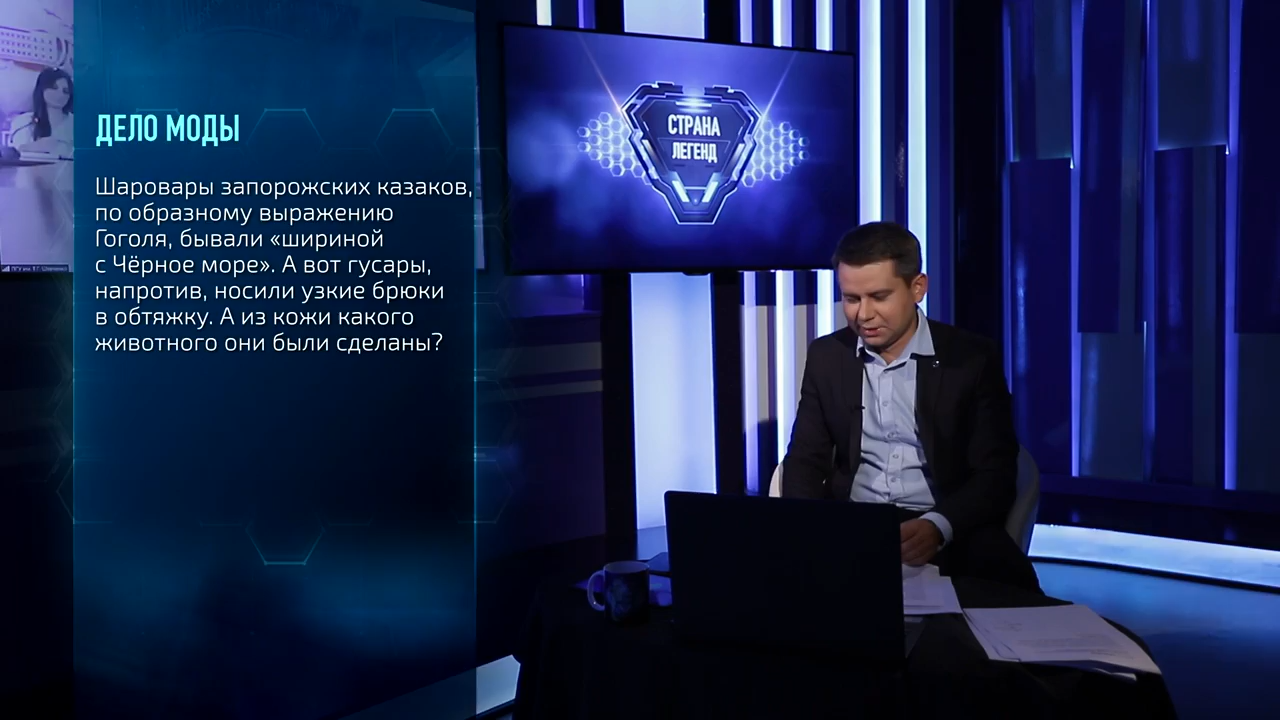 ДЕЛО МОДЫ
Шаровары запорожских казаков,
по образному выражению
Гоголя, бывали «шириной
с Чёрное море». А вот гусары,
напротив, носили узкие брюки
в обтяжку. А из кожи какого
животного они были сделаны?
СТРАНА
ЛЕГЕНД